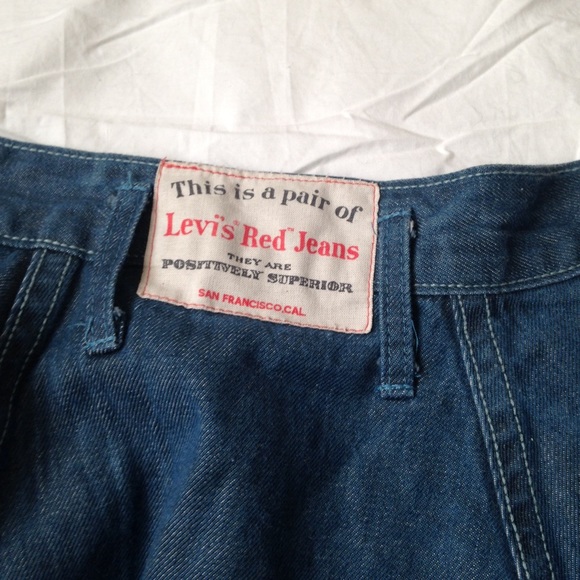 This is a pair of
Levi's® Red™ Jeans
THEY ARE
POSITIVELY SUPERIOR
SAN FRANCISCO,CAL